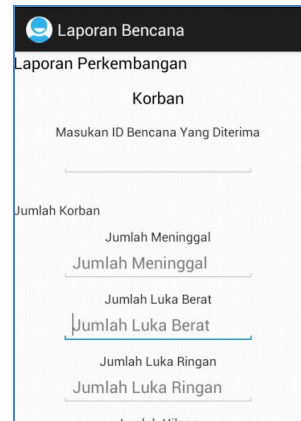 Laporan Bencana
Laporan Perkembangan
Korban
Masukan ID Bencana Yang Diterima
Jumlah Korban
Jumlah Meninggal
Jumlah Meninggal
Jumlah Luka Berat
Jumlah Luka Berat
Jumlah Luka Ringan
Jumlah Luka Ringan